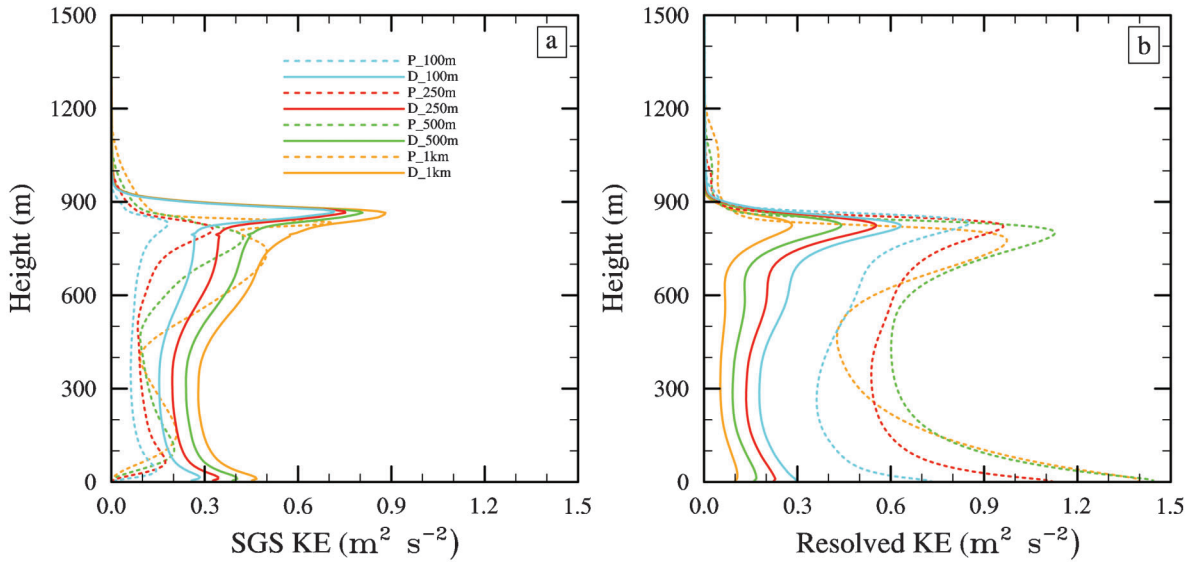 1500
1200
900
600
300
0
Height (m)
a
P_100m
D_100m
P_250m
D_250m
P_500m
D_500m
P_1km
D_1km
0.0 0.3 0.6 0.9 1.2 1.5
SGS KE (m² s⁻²)
1500
1200
900
600
300
0
Height (m)
b
0.0 0.3 0.6 0.9 1.2 1.5
Resolved KE (m² s⁻²)